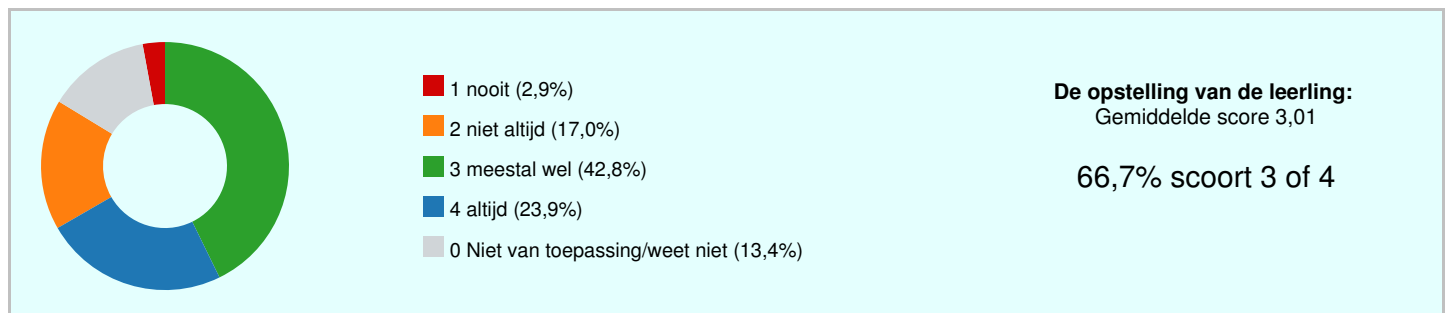 1 nooit (2,9%)
2 niet altijd (17,0%)
3 meestal wel (42,8%)
4 altijd (23,9%)
0 Niet van toepassing/weet niet (13,4%)
De opstelling van de leerling:
Gemiddelde score 3,01
66,7% scoort 3 of 4